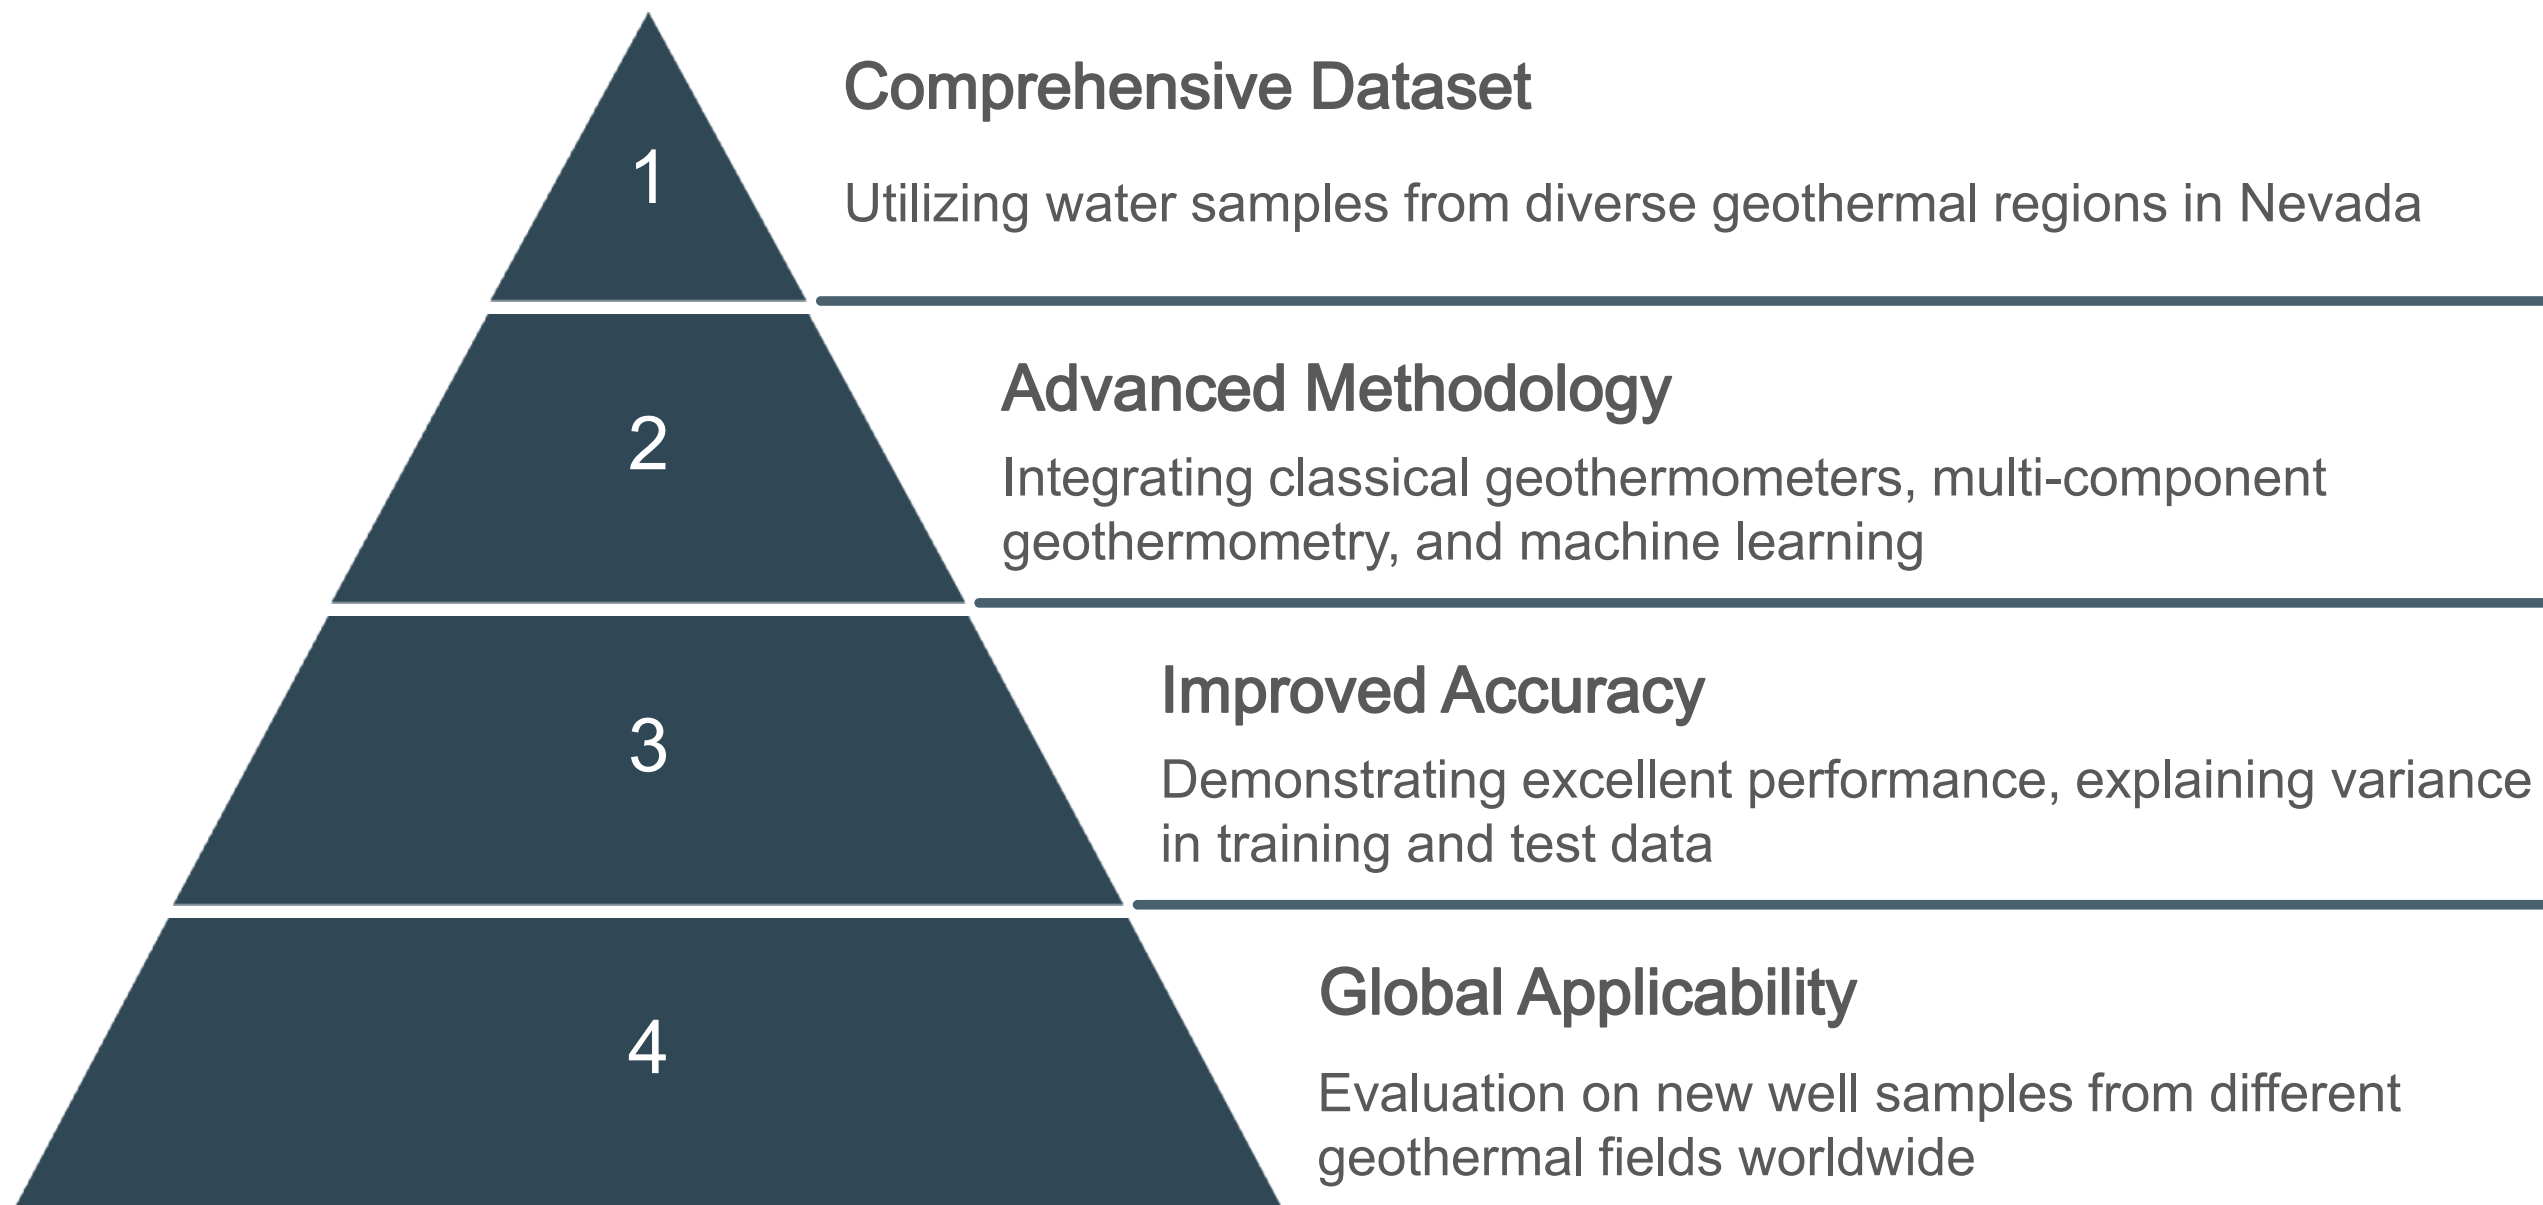 1
Comprehensive Dataset
Utilizing water samples from diverse geothermal regions in Nevada
2
Advanced Methodology
Integrating classical geothermometers, multi-component
geothermometry, and machine learning
3
Improved Accuracy
Demonstrating excellent performance, explaining variance
in training and test data
4
Global Applicability
Evaluation on new well samples from different
geothermal fields worldwide